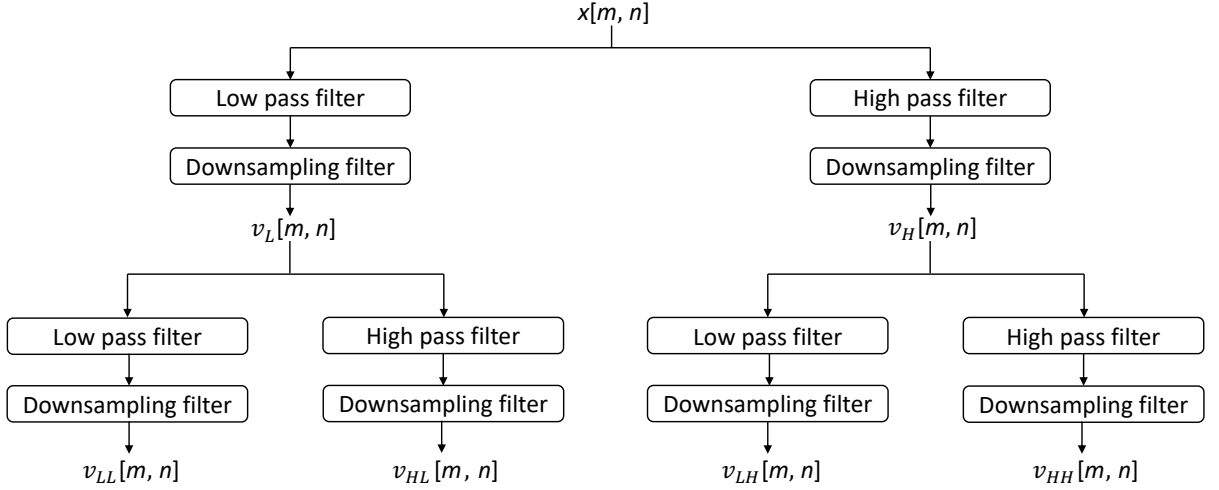 x[m, n]
Low pass filter High pass filter
Downsampling filter Downsampling filter
v_L[m, n] v_H[m, n]
Low pass filter High pass filter Low pass filter High pass filter
Downsampling filter Downsampling filter Downsampling filter Downsampling filter
v_LL[m, n] v_HL[m, n] v_LH[m, n] v_HH[m, n]